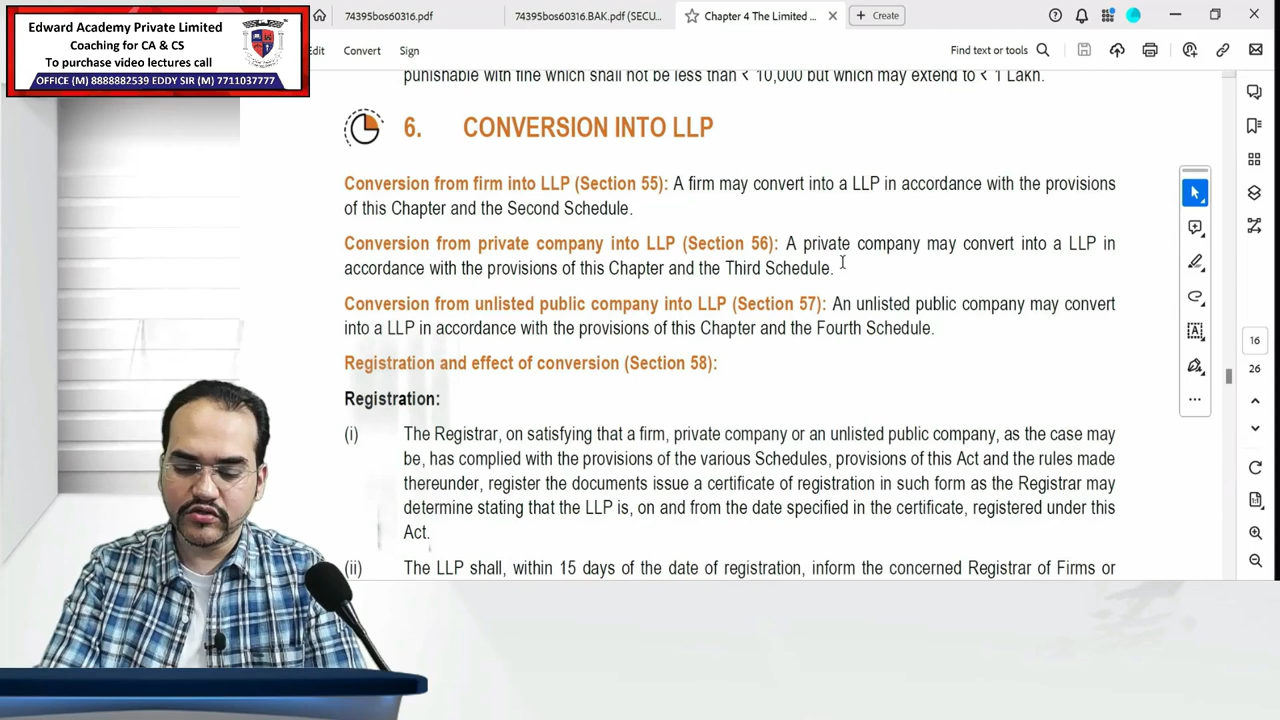 Edward Academy Private Limited
Coaching for CA & CS
To purchase video lectures call
OFFICE (M) 8888882539 EDDY SIR (M) 7711037777
74395bos60316.pdf
74395bos60316.BAK.pdf (SECU...
Chapter 4 The Limited ...
Create
Edit
Convert
Sign
Find text or tools
punishable with fine which shall not be less than ₹ 10,000 but which may extend to ₹ 1 Lakh.
6. CONVERSION INTO LLP
Conversion from firm into LLP (Section 55): A firm may convert into a LLP in accordance with the provisions
of this Chapter and the Second Schedule.
Conversion from private company into LLP (Section 56): A private company may convert into a LLP in
accordance with the provisions of this Chapter and the Third Schedule.
Conversion from unlisted public company into LLP (Section 57): An unlisted public company may convert
into a LLP in accordance with the provisions of this Chapter and the Fourth Schedule.
Registration and effect of conversion (Section 58):
Registration:
(i) The Registrar, on satisfying that a firm, private company or an unlisted public company, as the case may
be, has complied with the provisions of the various Schedules, provisions of this Act and the rules made
thereunder, register the documents issue a certificate of registration in such form as the Registrar may
determine stating that the LLP is, on and from the date specified in the certificate, registered under this
Act.
(ii) The LLP shall, within 15 days of the date of registration, inform the concerned Registrar of Firms or
16
26